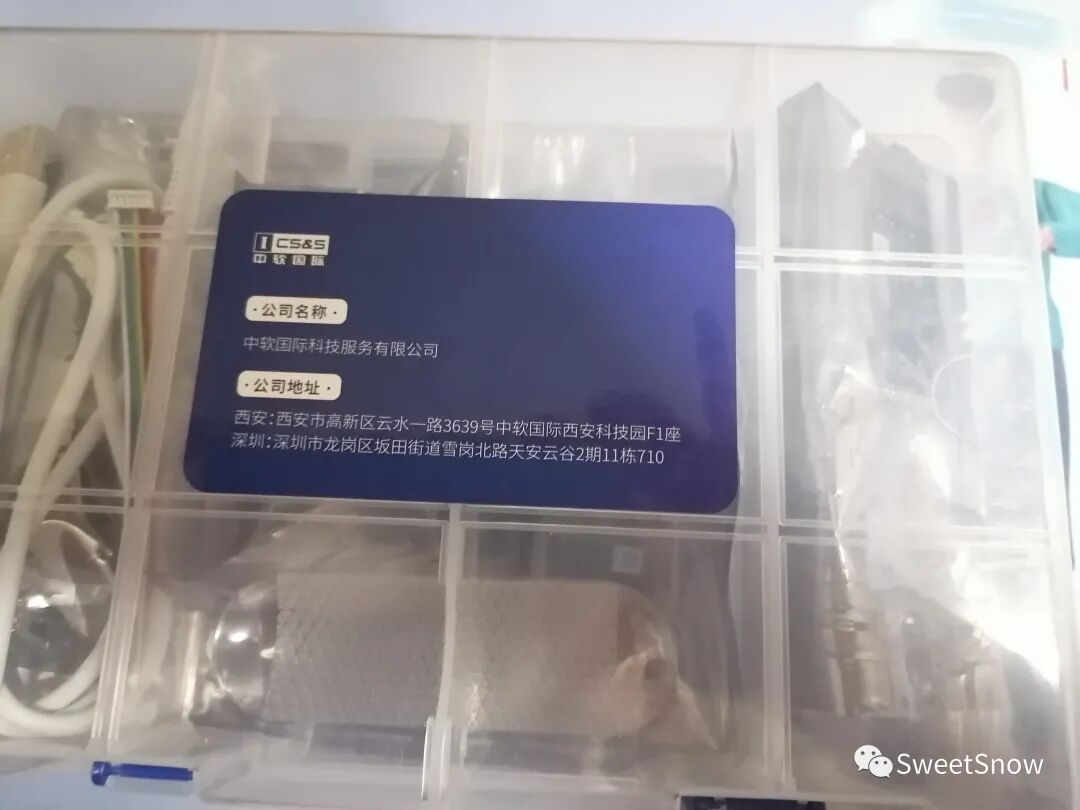 CS&S
中软国际
·公司名称·
中软国际科技服务有限公司
·公司地址·
西安:西安市高新区云水一路3639号中软国际西安科技园F1座
深圳:深圳市龙岗区坂田街道雪岗北路天安云谷2期11栋710
SweetSnow